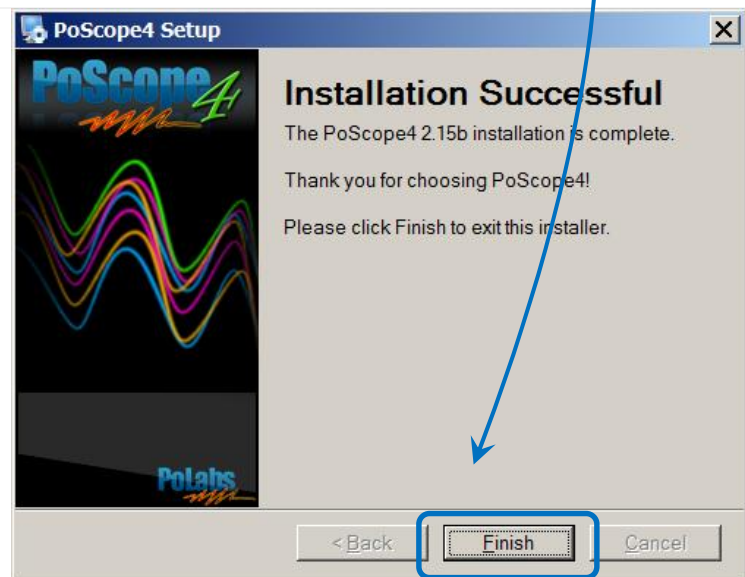 PoScope4 Setup
PoScope4
Installation Successful
The PoScope4 2.15b installation is complete.
Thank you for choosing PoScope4!
Please click Finish to exit this installer.
PoLabs
< Back
Finish
Cancel